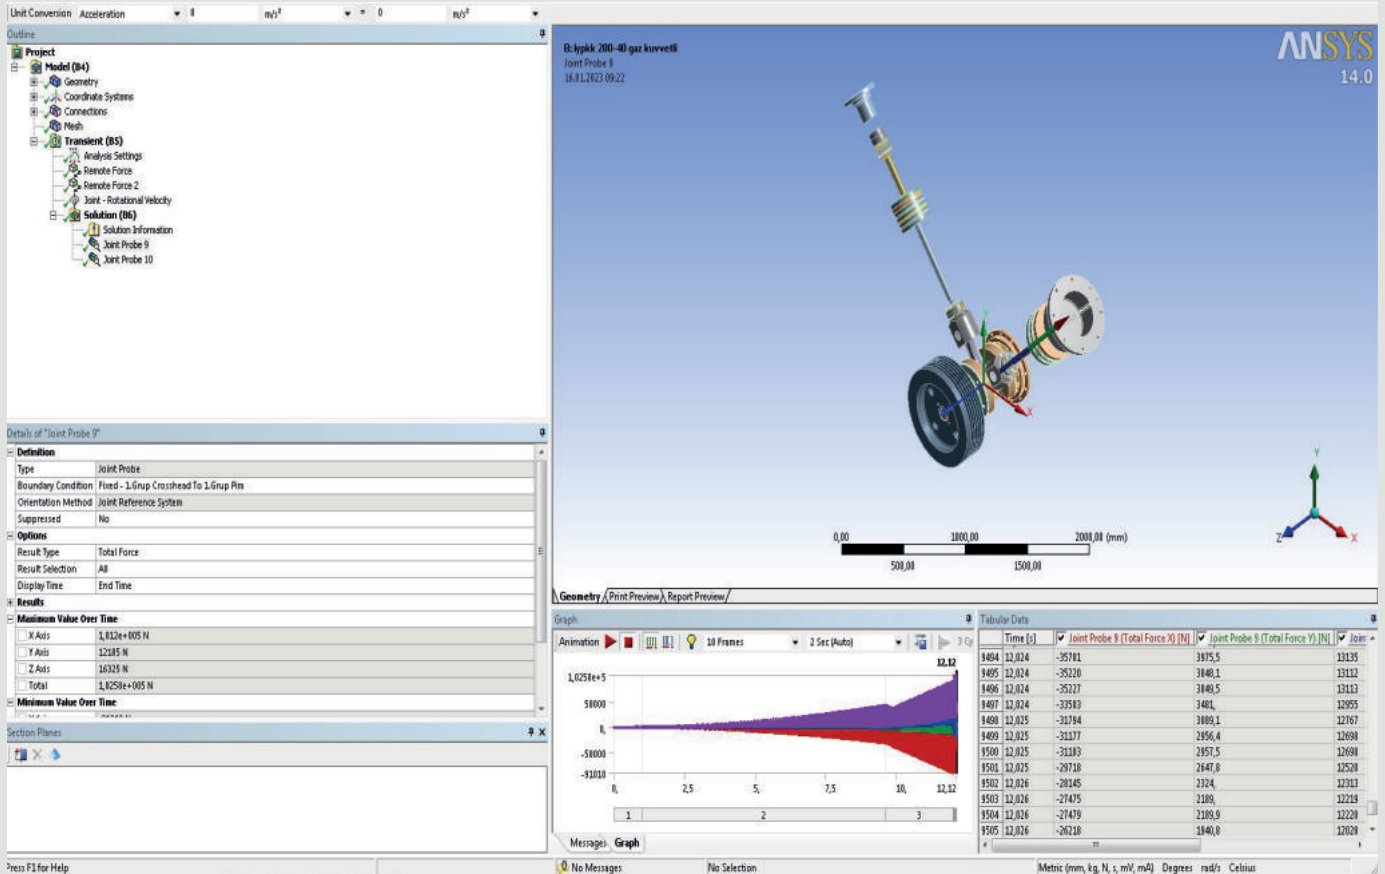 Unit Conversion Acceleration 0 m/s² = 0 m/s²
Outline
Project
Model (B4)
Geometry
Coordinate Systems
Connections
Mesh
Transient (B5)
Analysis Settings
Remote Force
Remote Force 2
Joint - Rotational Velocity
Solution (B6)
Solution Information
Joint Probe 9
Joint Probe 10
Details of "Joint Probe 9"
Definition
Type Joint Probe
Boundary Condition Fixed - 1.Grup Crosshead To 1.Grup Pim
Orientation Method Joint Reference System
Suppressed No
Options
Result Type Total Force
Result Selection All
Display Time End Time
Results
Maximum Value Over Time
X Axis 1,012e+005 N
Y Axis 12185 N
Z Axis 16325 N
Total 1,0258e+005 N
Minimum Value Over Time
Section Planes
Press F1 for Help
B: lypkk 200-40 gaz kuvvetli
Joint Probe 9
16.01.2023 09:22
ANSYS
14.0
Y
X
Y
Z
X
0,00 1000,00 2000,00 (mm)
500,00 1500,00
Geometry Print Preview Report Preview
Graph
Animation 10 Frames 2 Sec (Auto) 3 Cy
12,12
1,0258e+5
50000
0,
-50000
-91010
0, 2,5 5, 7,5 10, 12,12
1 2 3
Messages Graph
Tabular Data
Time [s] Joint Probe 9 (Total Force X) [N] Joint Probe 9 (Total Force Y) [N] Join
9494 12,024 -35701 3975,5 13135
9495 12,024 -35220 3848,1 13112
9496 12,024 -35227 3849,5 13113
9497 12,024 -33503 3481, 12955
9498 12,025 -31794 3089,1 12767
9499 12,025 -31177 2956,4 12698
9500 12,025 -31183 2957,5 12698
9501 12,025 -29718 2647,8 12520
9502 12,026 -28145 2324, 12313
9503 12,026 -27475 2189, 12219
9504 12,026 -27479 2189,9 12220
9505 12,026 -26218 1940,8 12028
No Messages No Selection Metric (mm, kg, N, s, mV, mA) Degrees rad/s Celsius